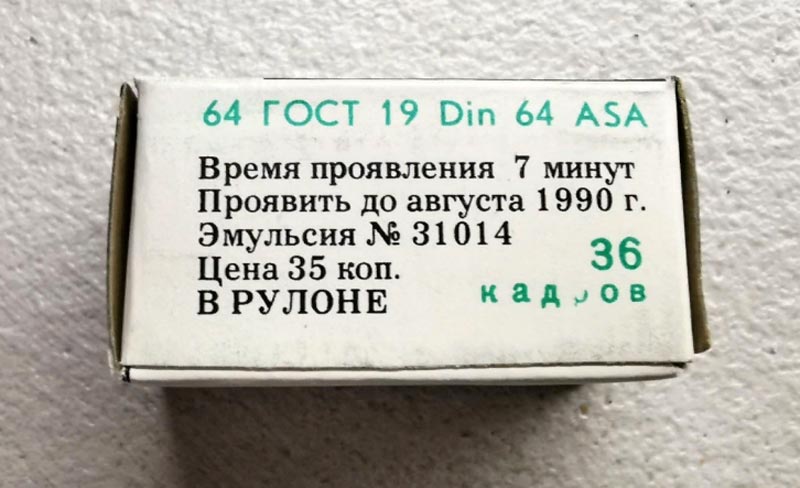 64 ГОСТ 19 Din 64 ASA
Время проявления 7 минут
Проявить до августа 1990 г.
Эмульсия № 31014
Цена 35 коп.
В РУЛОНЕ
36
кадров